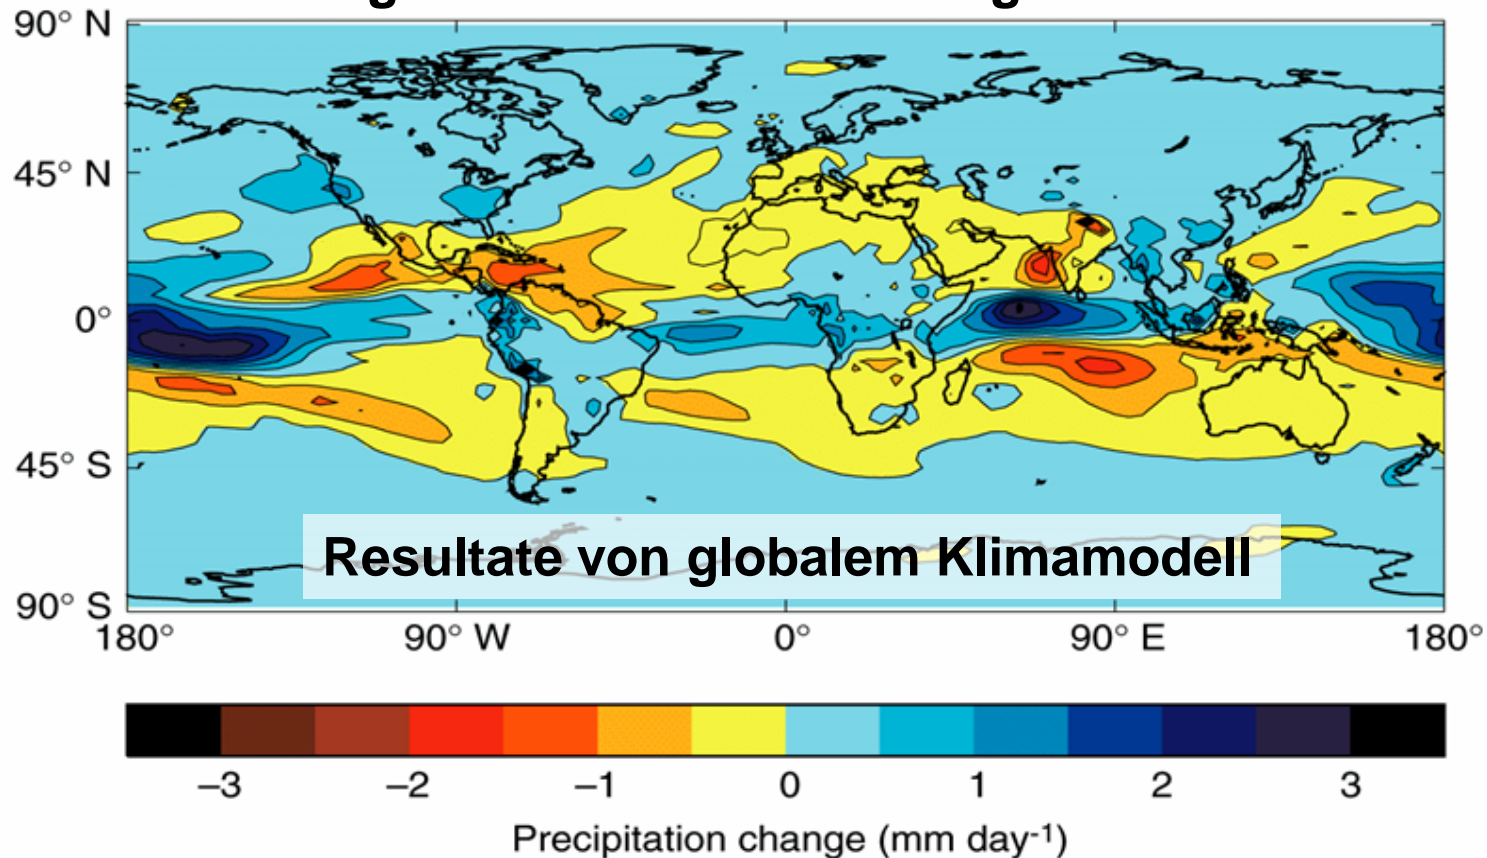 90° N
45° N
0°
45° S
90° S
180° 90° W 0° 90° E 180°
Resultate von globalem Klimamodell
–3 –2 –1 0 1 2 3
Precipitation change (mm day-1)